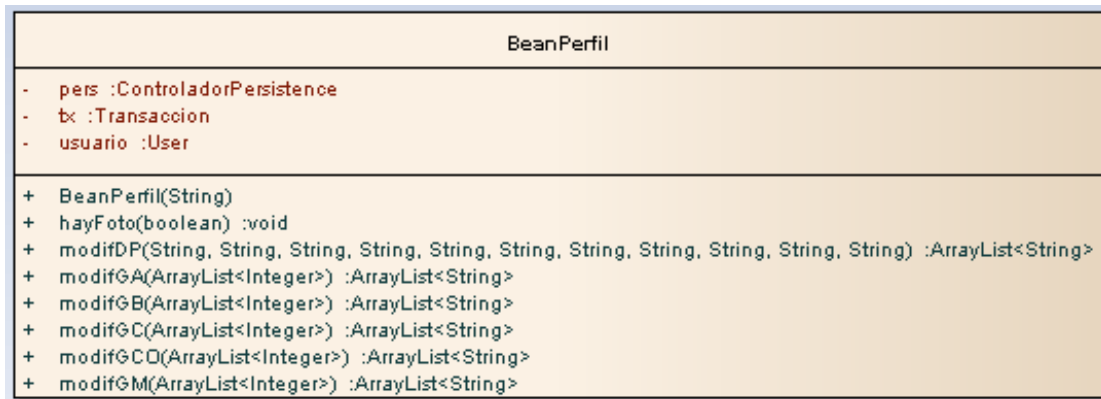 BeanPerfil
- pers :ControladorPersistence
- tx :Transaccion
- usuario :User
+ BeanPerfil(String)
+ hayFoto(boolean) :void
+ modifDP(String, String, String, String, String, String, String, String, String, String, String) :ArrayList<String>
+ modifGA(ArrayList<Integer>) :ArrayList<String>
+ modifGB(ArrayList<Integer>) :ArrayList<String>
+ modifGC(ArrayList<Integer>) :ArrayList<String>
+ modifGCO(ArrayList<Integer>) :ArrayList<String>
+ modifGM(ArrayList<Integer>) :ArrayList<String>